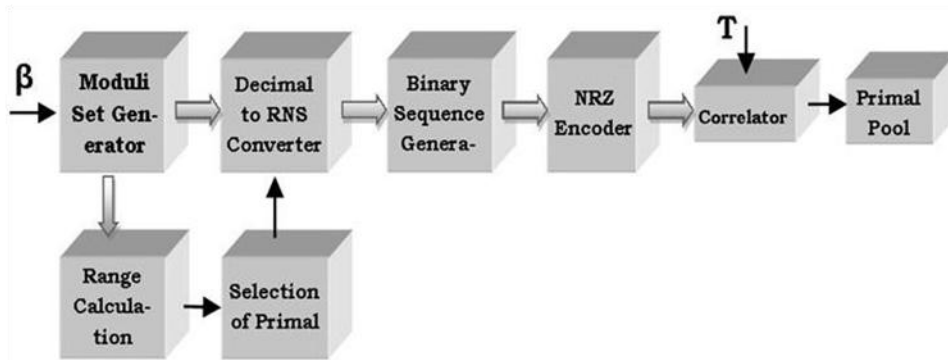 β
Moduli
Set Gen-
erator
Decimal
to RNS
Converter
Binary
Sequence
Genera-
NRZ
Encoder
T
Correlator
Primal
Pool
Range
Calcula-
tion
Selection
of Primal